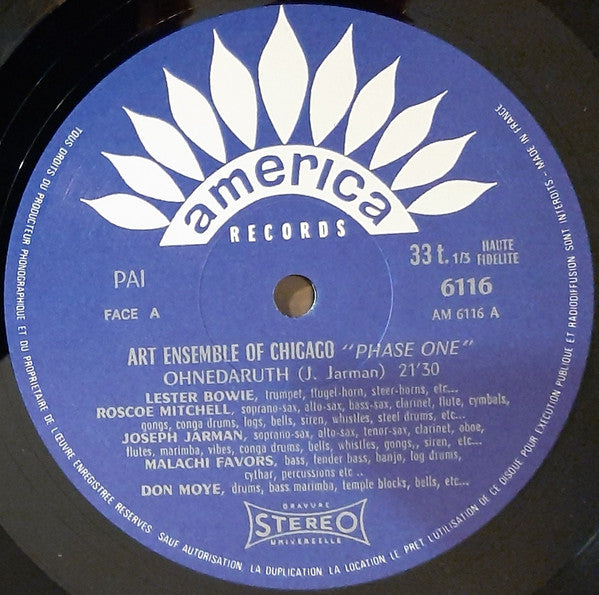 america
RECORDS
PAI
FACE A
33 t. 1/3 HAUTE FIDELITE
6116
AM 6116 A
ART ENSEMBLE OF CHICAGO "PHASE ONE"
OHNEDARUTH (J. Jarman) 21'30
LESTER BOWIE, trumpet, flugel-horn, steer-horns, etc...
ROSCOE MITCHELL, soprano-sax, alto-sax, bass-sax, clarinet, flute, cymbals,
gongs, conga drums, logs, bells, siren, whistles, steel drums, etc...
JOSEPH JARMAN, soprano-sax, alto-sax, tenor-sax, clarinet, oboe,
flutes, marimba, vibes, conga drums, bells, whistles, gongs,, siren, etc...
MALACHI FAVORS, bass, fender bass, banjo, log drums,
cythar, percussions etc..
DON MOYE, drums, bass marimba, temple blocks, bells, etc...
GRAVURE
STEREO
UNIVERSELLE
TOUS DROITS DU PRODUCTEUR PHONOGRAPHIQUE ET DU PROPRIETAIRE DE L'ŒUVRE ENREGISTREE RESERVES. SAUF AUTORISATION, LA DUPLICATION, LA LOCATION, LE PRET L'UTILISATION DE CE DISQUE POUR EXECUTION PUBLIQUE ET RADIODIFFUSION SONT INTERDITS - MADE IN FRANCE